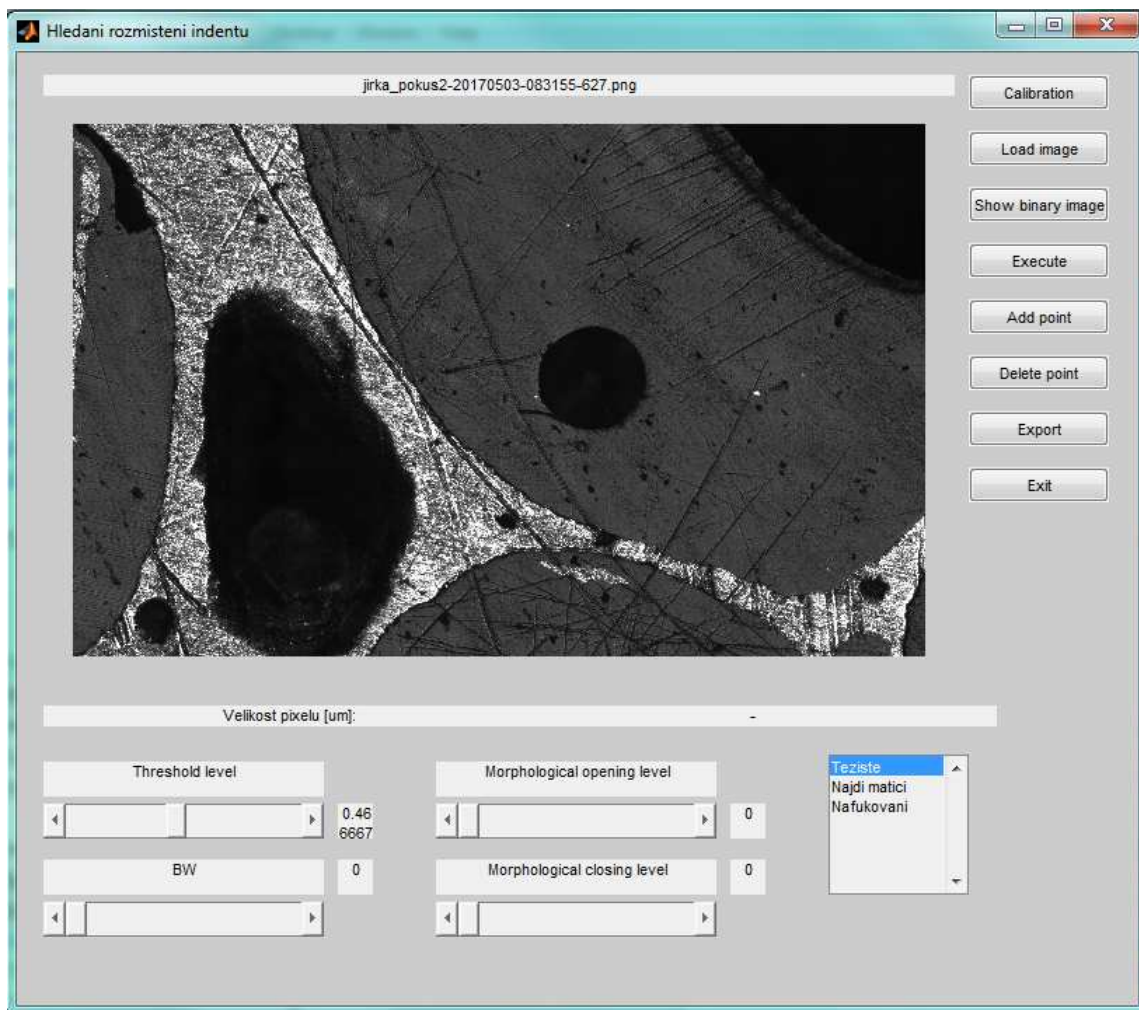 Hledani rozmisteni indentu
jirka_pokus2-20170503-083155-627.png
Calibration
Load image
Show binary image
Execute
Add point
Delete point
Export
Exit
Velikost pixelu [um]: -
Threshold level
0.46
6667
BW
0
Morphological opening level
0
Morphological closing level
0
Teziste
Najdi matici
Nafukovani